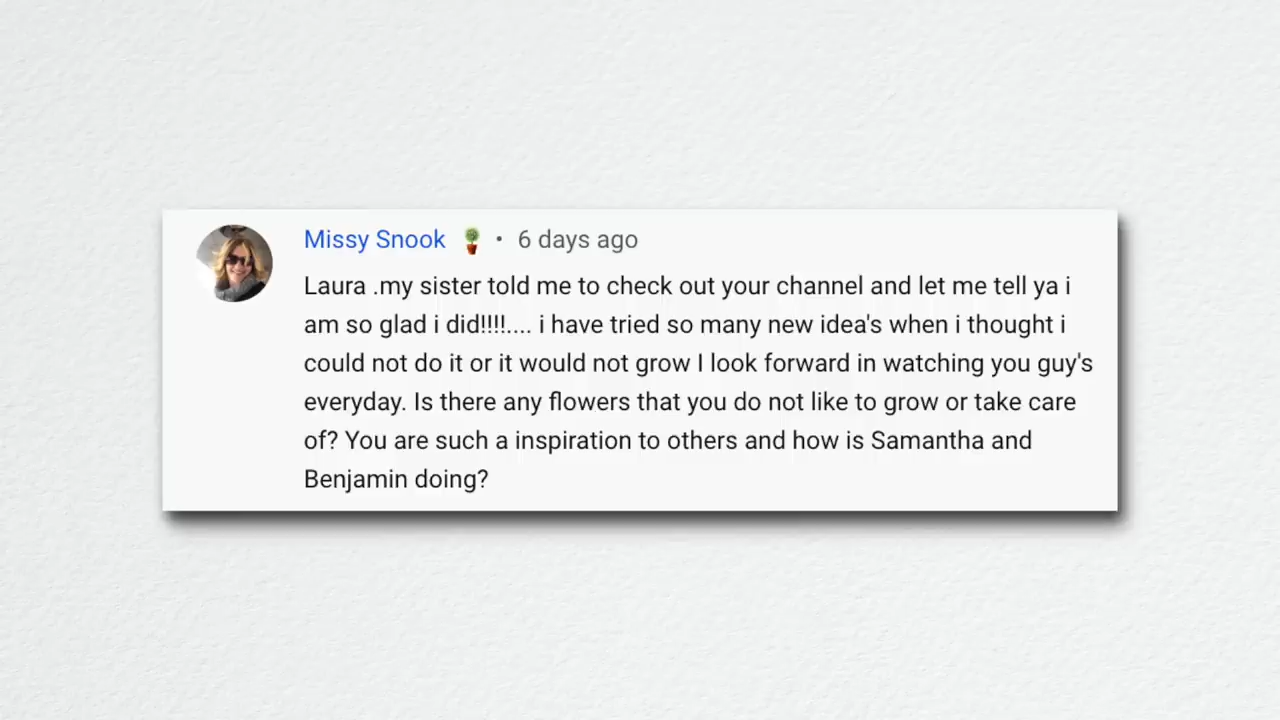 Missy Snook • 6 days ago
Laura .my sister told me to check out your channel and let me tell ya i
am so glad i did!!!!.... i have tried so many new idea's when i thought i
could not do it or it would not grow I look forward in watching you guy's
everyday. Is there any flowers that you do not like to grow or take care
of? You are such a inspiration to others and how is Samantha and
Benjamin doing?